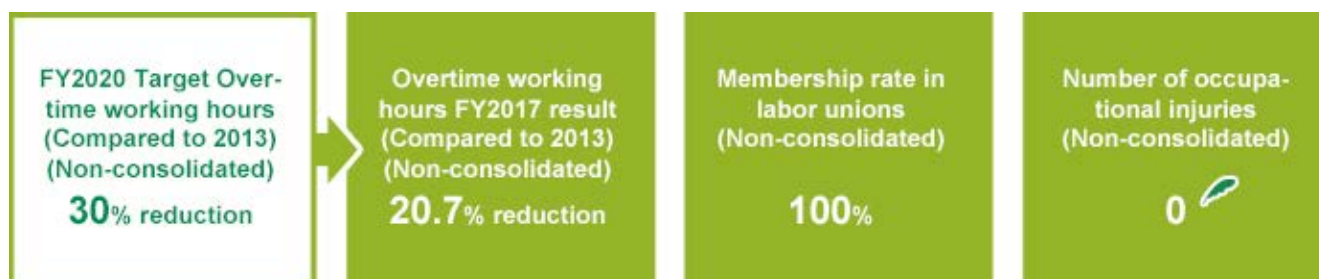 FY2020 Target Over-
time working hours
(Compared to 2013)
(Non-consolidated)
30% reduction
Overtime working
hours FY2017 result
(Compared to 2013)
(Non-consolidated)
20.7% reduction
Membership rate in
labor unions
(Non-consolidated)
100%
Number of occupa-
tional injuries
(Non-consolidated)
0